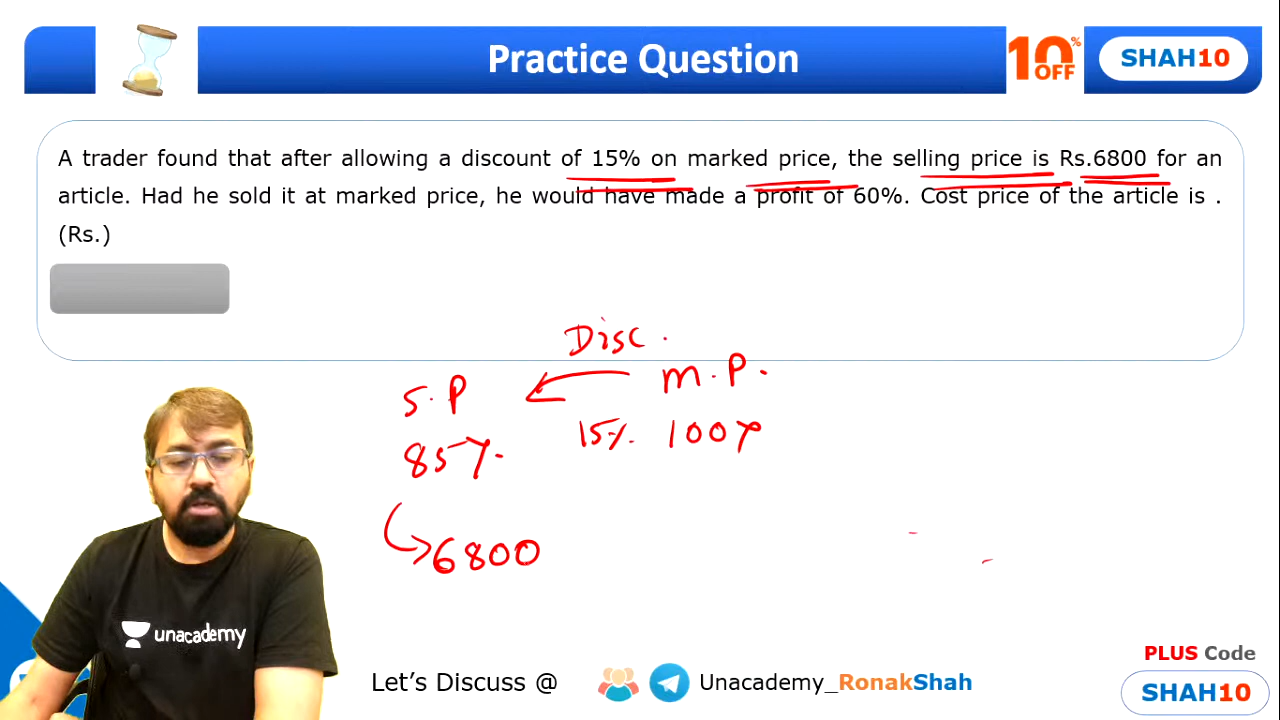 Practice Question
10% OFF
SHAH10
A trader found that after allowing a discount of 15% on marked price, the selling price is Rs.6800 for an
article. Had he sold it at marked price, he would have made a profit of 60%. Cost price of the article is .
(Rs.)
Disc.
S.P
M.P.
85%
15%
100%
6800
unacademy
Let's Discuss @
Unacademy_RonakShah
PLUS Code
SHAH10